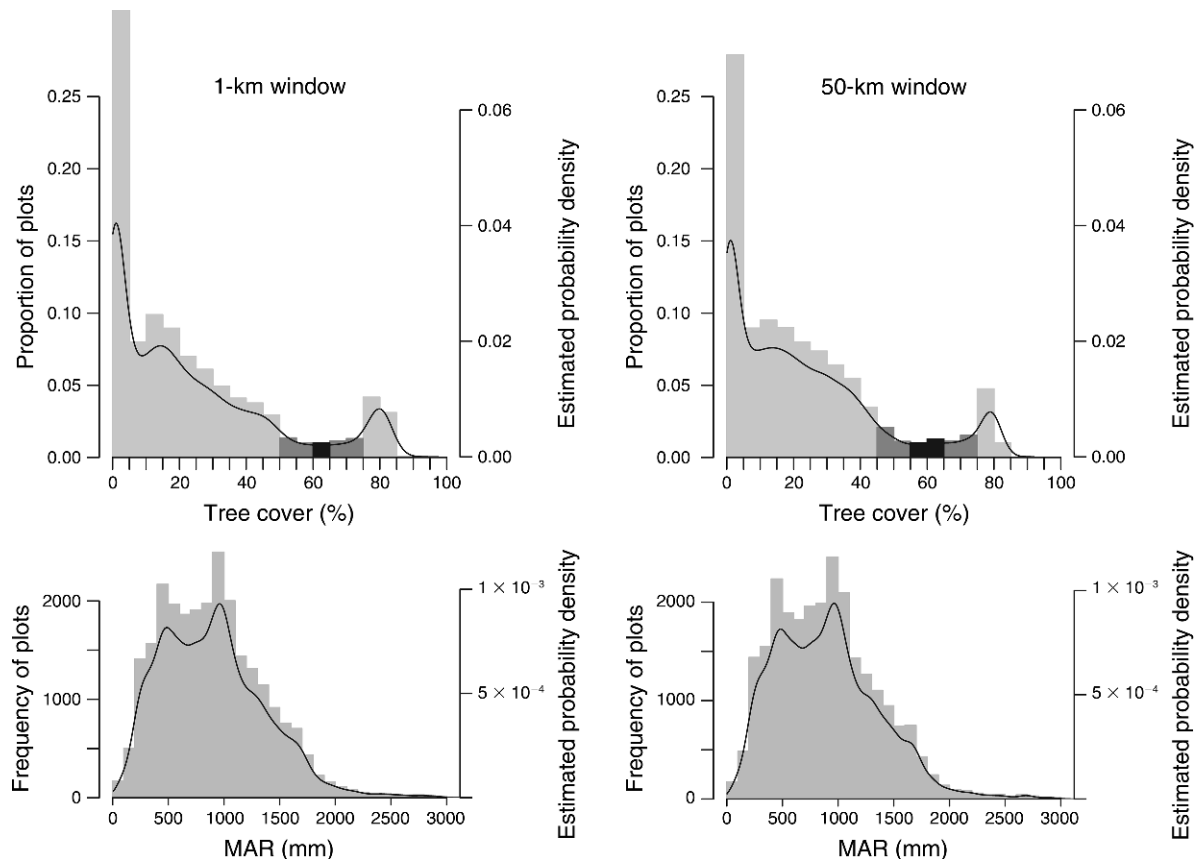 1-km window
0.25
0.20
0.15
0.10
0.05
0.00
Proportion of plots
0.06
0.04
0.02
0.00
Estimated probability density
0 20 40 60 80 100
Tree cover (%)
50-km window
0.25
0.20
0.15
0.10
0.05
0.00
Proportion of plots
0.06
0.04
0.02
0.00
Estimated probability density
0 20 40 60 80 100
Tree cover (%)
2000
1000
0
Frequency of plots
1 × 10⁻³
5 × 10⁻⁴
Estimated probability density
0 500 1000 1500 2000 2500 3000
MAR (mm)
2000
1000
0
Frequency of plots
1 × 10⁻³
5 × 10⁻⁴
Estimated probability density
0 500 1000 1500 2000 2500 3000
MAR (mm)